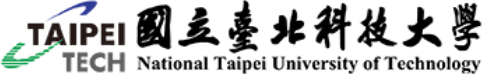 TAIPEI TECH
國立臺北科技大學
National Taipei University of Technology